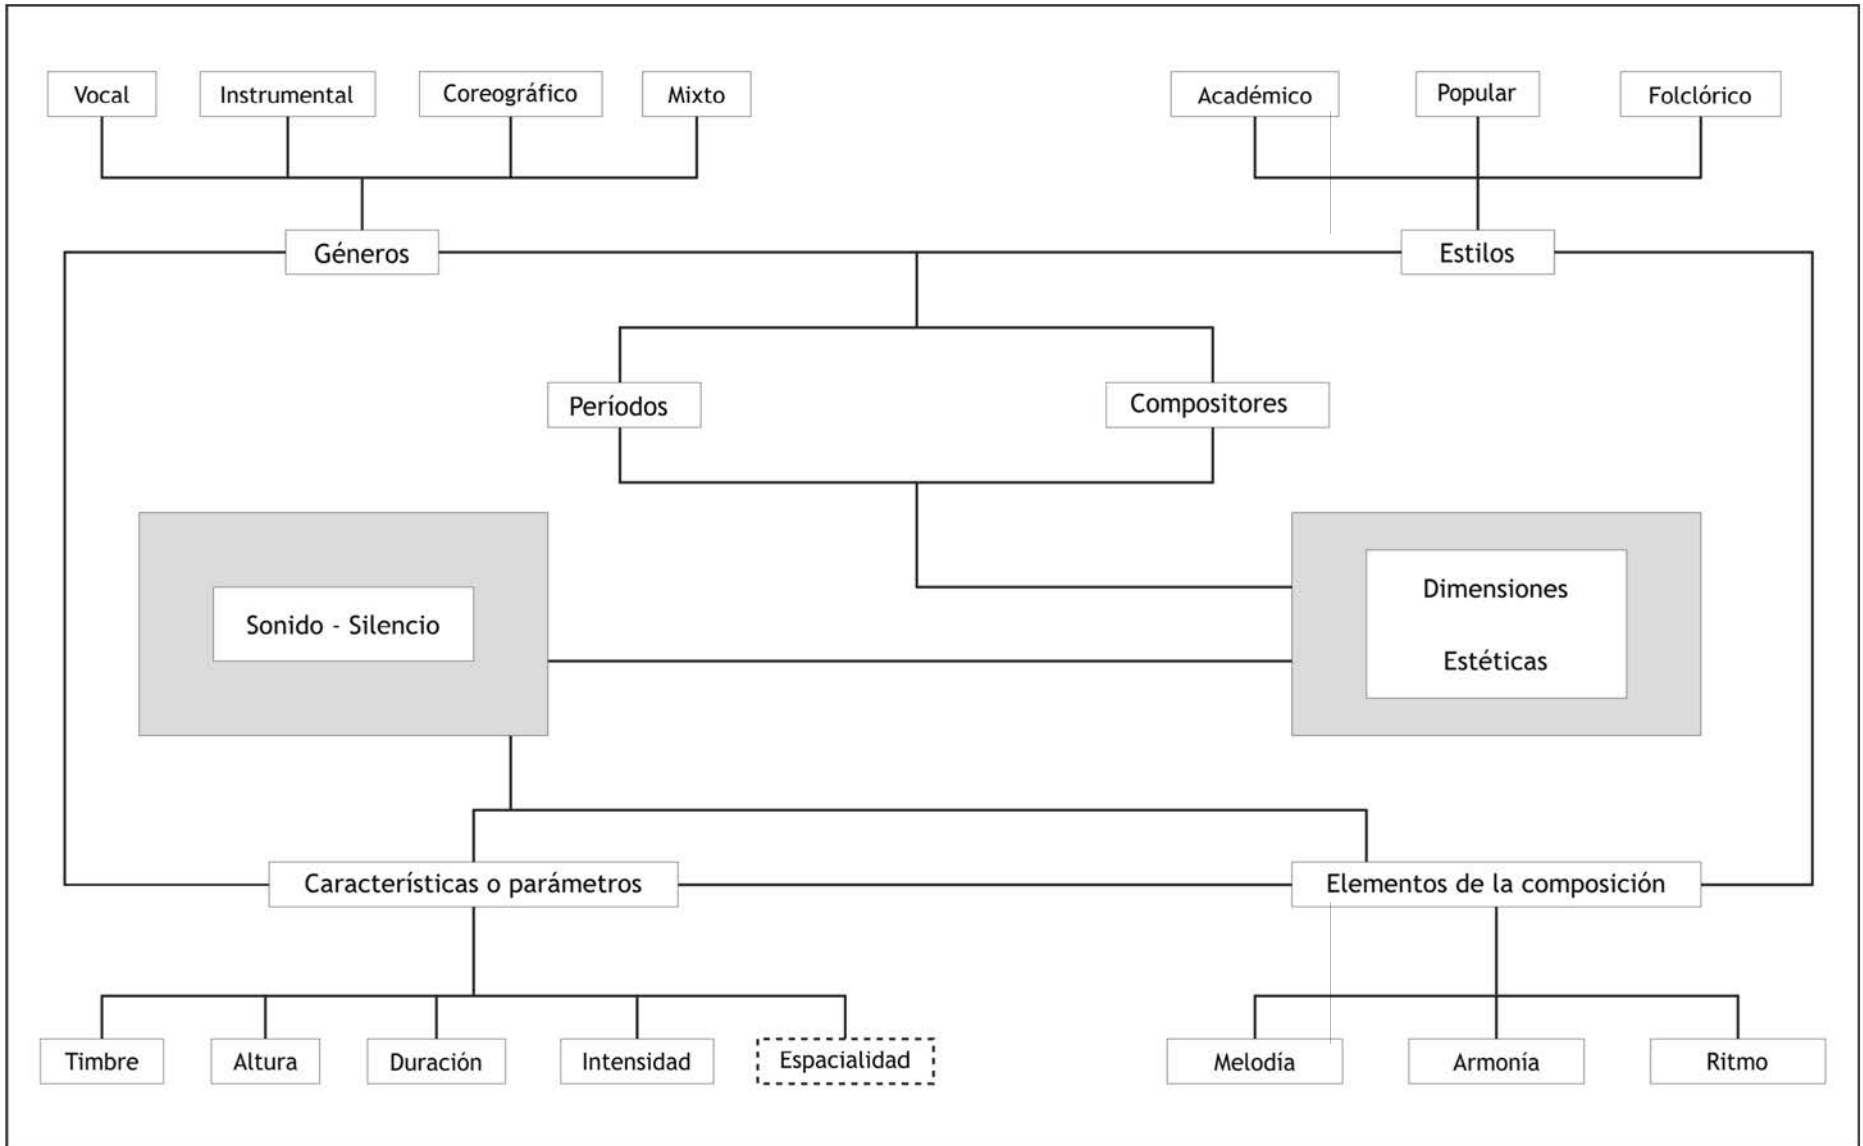 Vocal
Instrumental
Coreográfico
Mixto
Académico
Popular
Folclórico
Géneros
Estilos
Períodos
Compositores
Sonido - Silencio
Dimensiones
Estéticas
Características o parámetros
Elementos de la composición
Timbre
Altura
Duración
Intensidad
Espacialidad
Melodía
Armonía
Ritmo